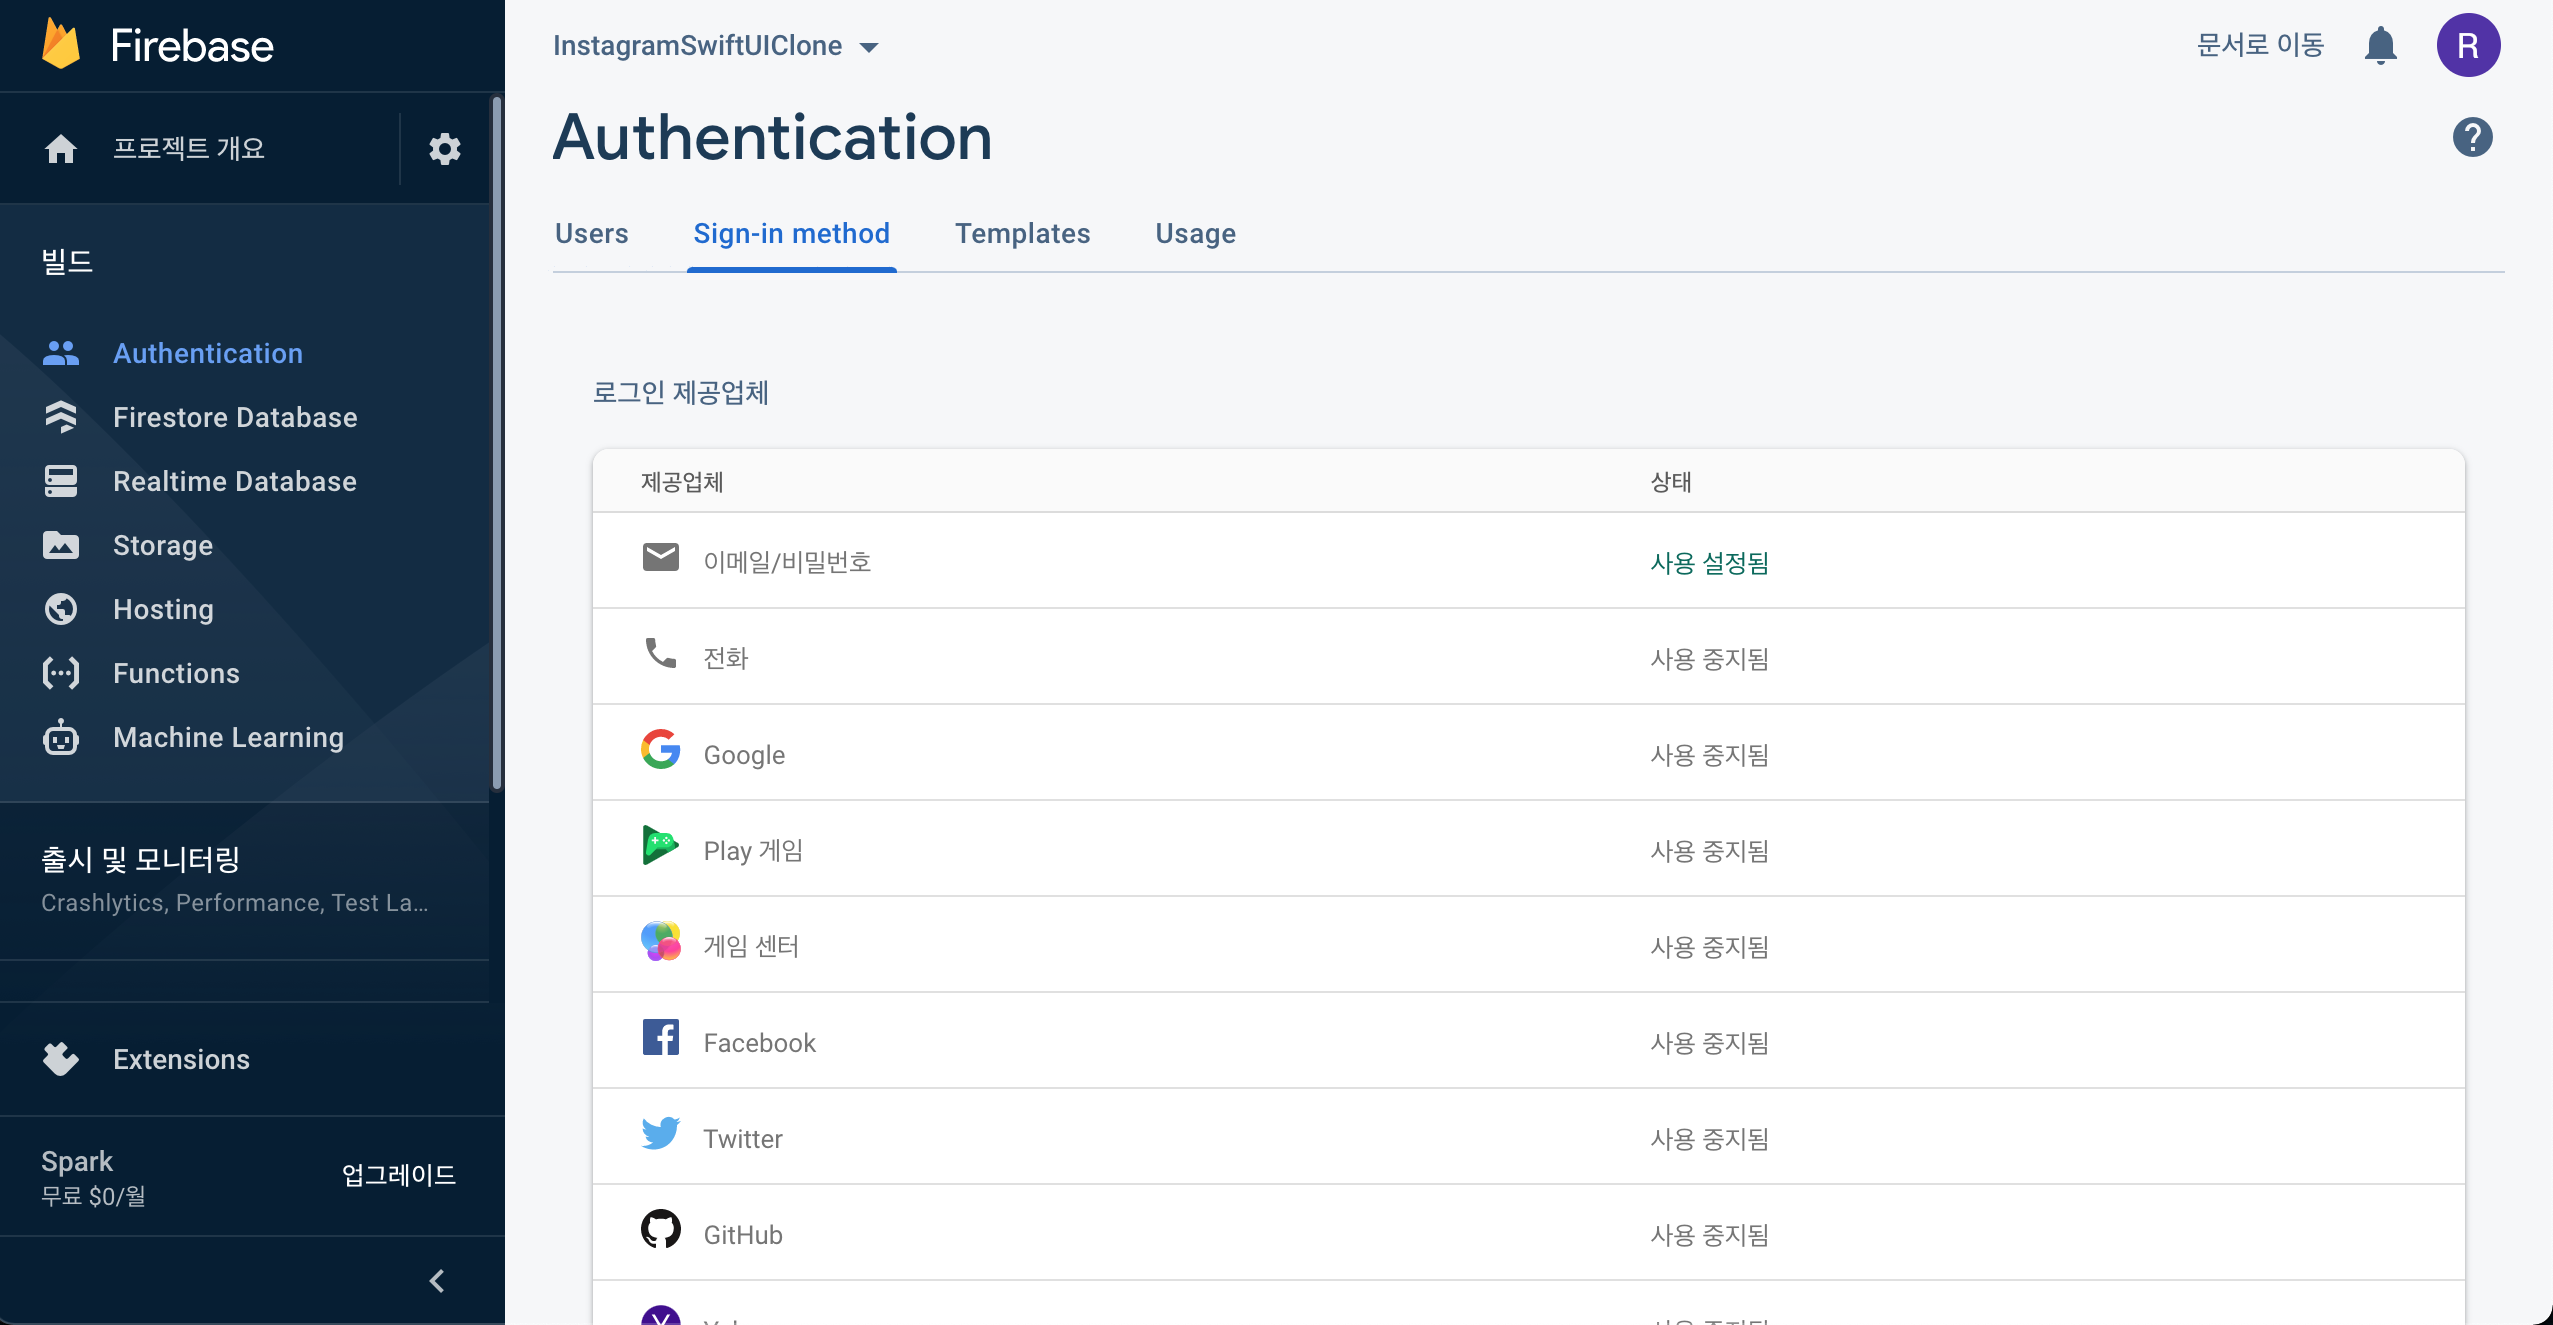 Firebase
프로젝트 개요
빌드
Authentication
Firestore Database
Realtime Database
Storage
Hosting
Functions
Machine Learning
출시 및 모니터링
Crashlytics, Performance, Test La...
Extensions
Spark
무료 $0/월
업그레이드
InstagramSwiftUIClone
문서로 이동
R
Authentication
Users Sign-in method Templates Usage
로그인 제공업체
제공업체 상태
이메일/비밀번호 사용 설정됨
전화 사용 중지됨
Google 사용 중지됨
Play 게임 사용 중지됨
게임 센터 사용 중지됨
Facebook 사용 중지됨
Twitter 사용 중지됨
GitHub 사용 중지됨